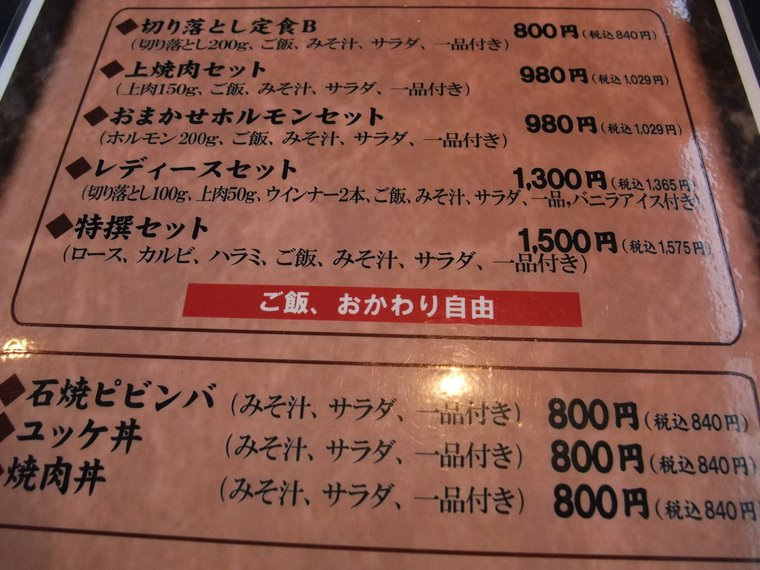 ◆切り落とし定食B 800円(税込840円)
(切り落とし200g、ご飯、みそ汁、サラダ、一品付き)
◆上焼肉セット 980円(税込1,029円)
(上肉150g、ご飯、みそ汁、サラダ、一品付き)
◆おまかせホルモンセット 980円(税込1,029円)
(ホルモン200g、ご飯、みそ汁、サラダ、一品付き)
◆レディースセット 1,300円(税込1,365円)
(切り落とし100g、上肉50g、ウインナー2本、ご飯、みそ汁、サラダ、一品,バニラアイス付き)
◆特撰セット 1,500円(税込1,575円)
(ロース、カルビ、ハラミ、ご飯、みそ汁、サラダ、一品付き)
ご飯、おかわり自由
◆石焼ピビンバ(みそ汁、サラダ、一品付き) 800円(税込840円)
◆ユッケ丼 (みそ汁、サラダ、一品付き) 800円(税込840円)
◆焼肉丼 (みそ汁、サラダ、一品付き) 800円(税込840円)